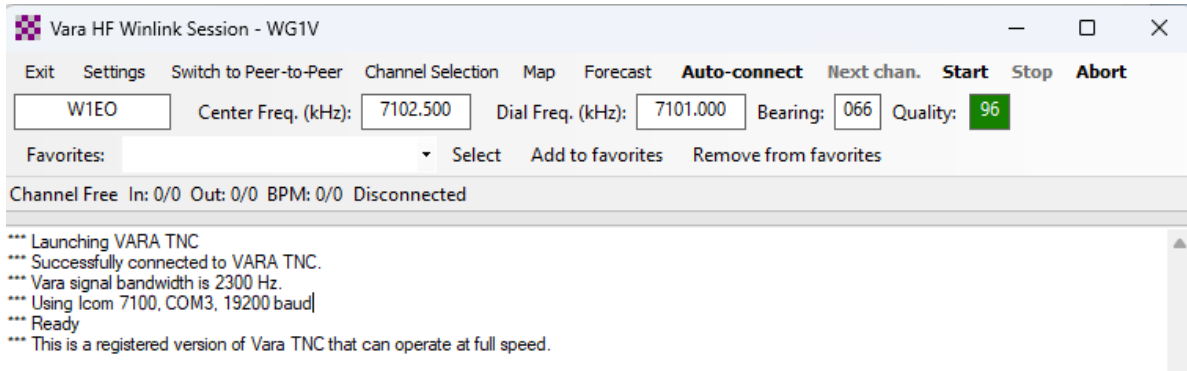 Vara HF Winlink Session - WG1V
Exit Settings Switch to Peer-to-Peer Channel Selection Map Forecast Auto-connect Next chan. Start Stop Abort
W1EO Center Freq. (kHz): 7102.500 Dial Freq. (kHz): 7101.000 Bearing: 066 Quality: 96
Favorites: Select Add to favorites Remove from favorites
Channel Free In: 0/0 Out: 0/0 BPM: 0/0 Disconnected
*** Launching VARA TNC
*** Successfully connected to VARA TNC.
*** Vara signal bandwidth is 2300 Hz.
*** Using Icom 7100, COM3, 19200 baud
*** Ready
*** This is a registered version of Vara TNC that can operate at full speed.